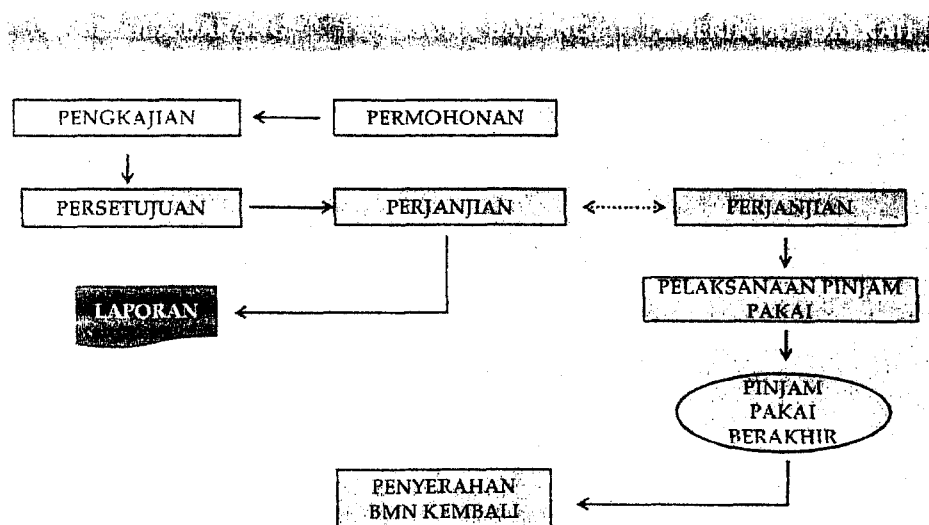 PENGKAJIAN
PERMOHONAN
PERSETUJUAN
PERJANJIAN
PERJANJIAN
LAPORAN
PELAKSANAAN PINJAM
PAKAI
PINJAM
PAKAI
BERAKHIR
PENYERAHAN
BMN KEMBALI